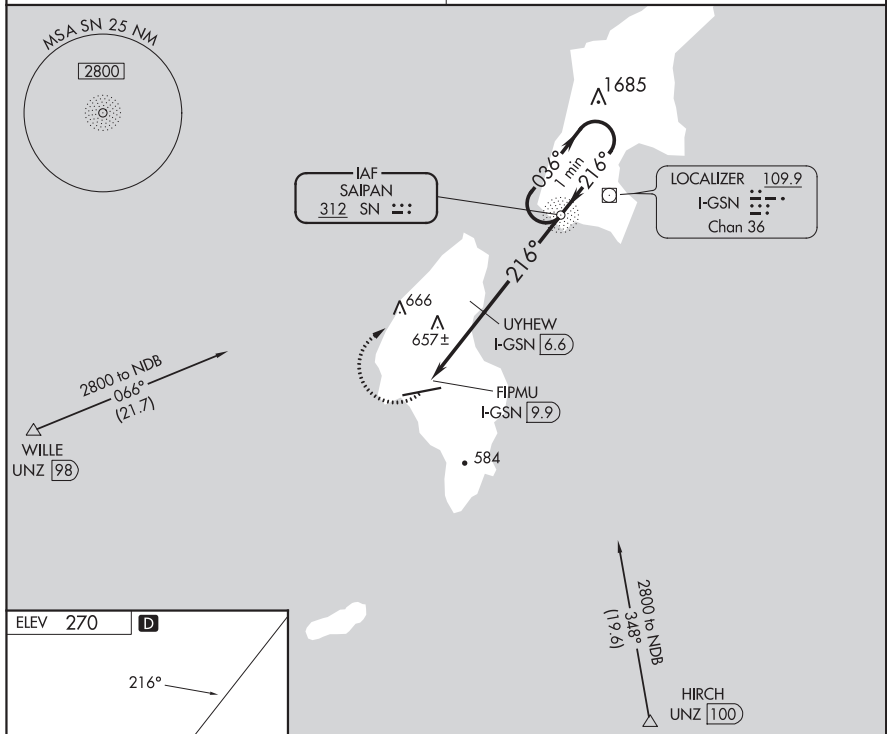 MSA SN 25 NM
2800
1685
IAF
SAIPAN
312 SN
036°
1 min
216°
LOCALIZER 109.9
I-GSN
Chan 36
216°
666
657±
UYHEW
I-GSN 6.6
FIPMU
I-GSN 9.9
2800 to NDB
066°
(21.7)
WILLE
UNZ 98
584
2800 to NDB
348°
(19.6)
HIRCH
UNZ 100
ELEV 270 D
216°